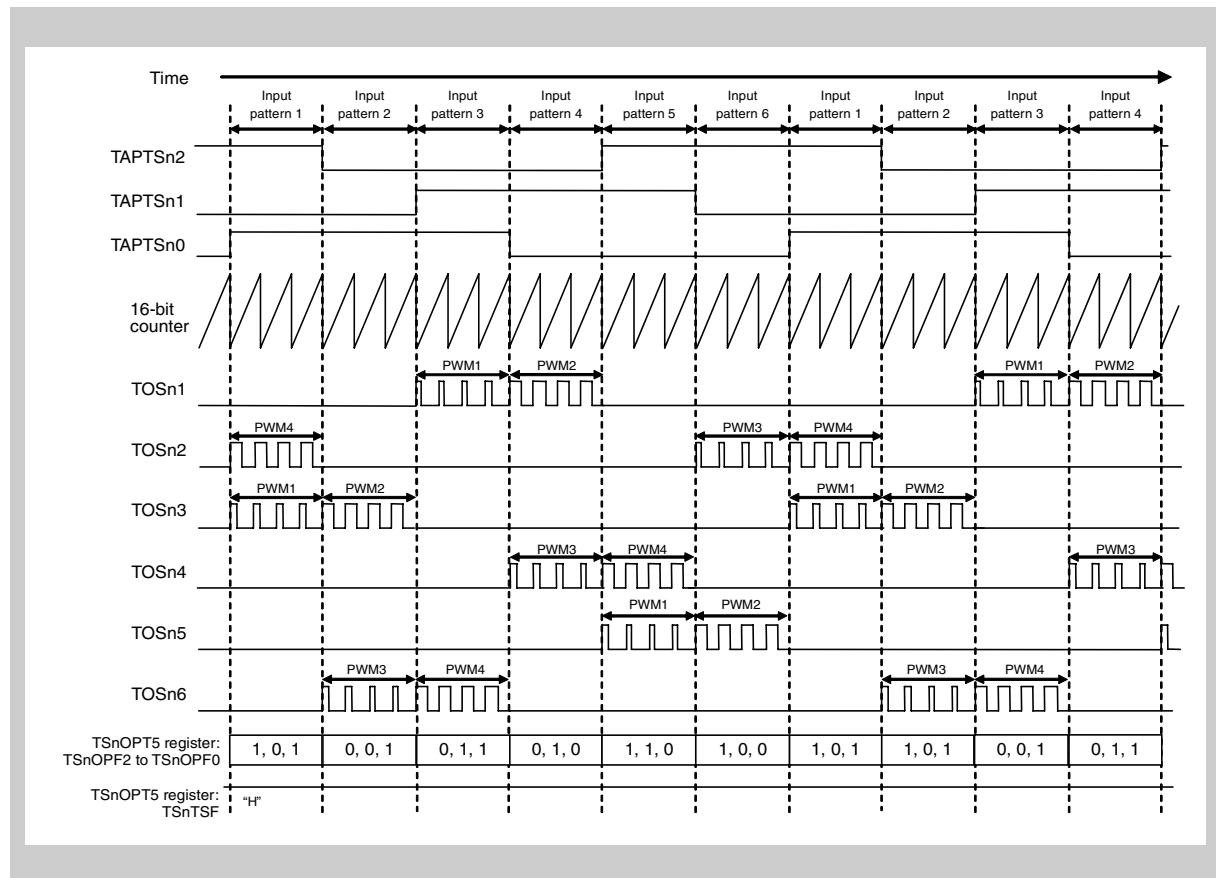 Time
Input pattern 1
Input pattern 2
Input pattern 3
Input pattern 4
Input pattern 5
Input pattern 6
Input pattern 1
Input pattern 2
Input pattern 3
Input pattern 4
TAPTSn2
TAPTSn1
TAPTSn0
16-bit
counter
PWM1 PWM2 PWM1 PWM2
TOSn1
PWM4 PWM3 PWM4
TOSn2
PWM1 PWM2 PWM1 PWM2
TOSn3
PWM3 PWM4 PWM3
TOSn4
PWM1 PWM2
TOSn5
PWM3 PWM4 PWM3 PWM4
TOSn6
TSnOPT5 register:
TSnOPF2 to TSnOPF0
1, 0, 1 0, 0, 1 0, 1, 1 0, 1, 0 1, 1, 0 1, 0, 0 1, 0, 1 1, 0, 1 0, 0, 1 0, 1, 1
TSnOPT5 register:
TSnTSF
“H”